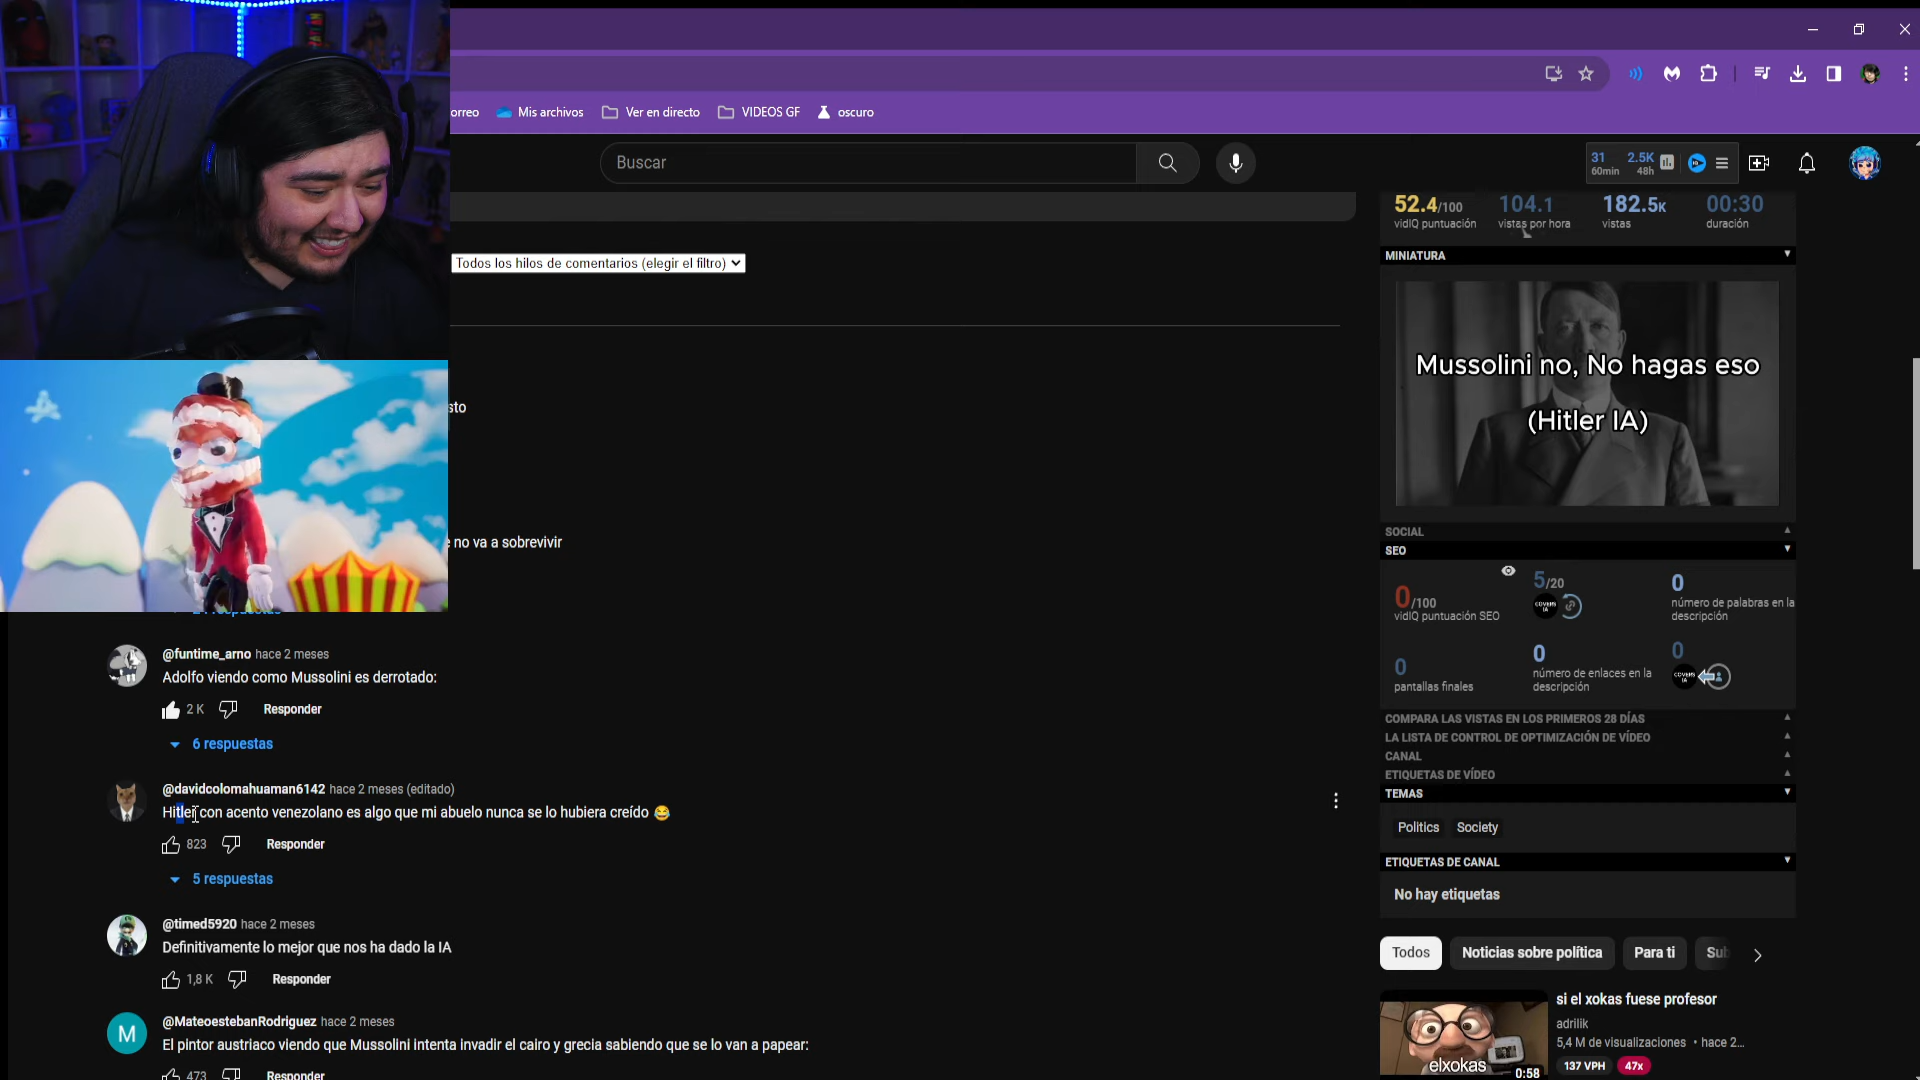 orreo
Mis archivos
Ver en directo
VIDEOS GF
oscuro
Buscar
31
60min
2.5K
48h
52.4/100
vidIQ puntuación
104.1
vistas por hora
182.5K
vistas
00:30
duración
Todos los hilos de comentarios (elegir el filtro)
MINIATURA
Mussolini no, No hagas eso
(Hitler IA)
sto
no va a sobrevivir
SOCIAL
SEO
0/100
vidIQ puntuación SEO
5/20
COVERS
IA
0
número de palabras en la
descripción
0
pantallas finales
0
número de enlaces en la
descripción
0
COVERS
IA
COMPARA LAS VISTAS EN LOS PRIMEROS 28 DÍAS
LA LISTA DE CONTROL DE OPTIMIZACIÓN DE VÍDEO
CANAL
ETIQUETAS DE VÍDEO
TEMAS
Politics
Society
ETIQUETAS DE CANAL
No hay etiquetas
@funtime_arno hace 2 meses
Adolfo viendo como Mussolini es derrotado:
2 K
Responder
6 respuestas
@davidcolomahuaman6142 hace 2 meses (editado)
Hitler con acento venezolano es algo que mi abuelo nunca se lo hubiera creído 😂
823
Responder
5 respuestas
@timed5920 hace 2 meses
Definitivamente lo mejor que nos ha dado la IA
1,8 K
Responder
M
@MateoestebanRodriguez hace 2 meses
El pintor austriaco viendo que Mussolini intenta invadir el cairo y grecia sabiendo que se lo van a papear:
473
Responder
Todos
Noticias sobre política
Para ti
Sub
si el xokas fuese profesor
adrilik
5,4 M de visualizaciones • hace 2...
137 VPH
47x
elxokas
0:58